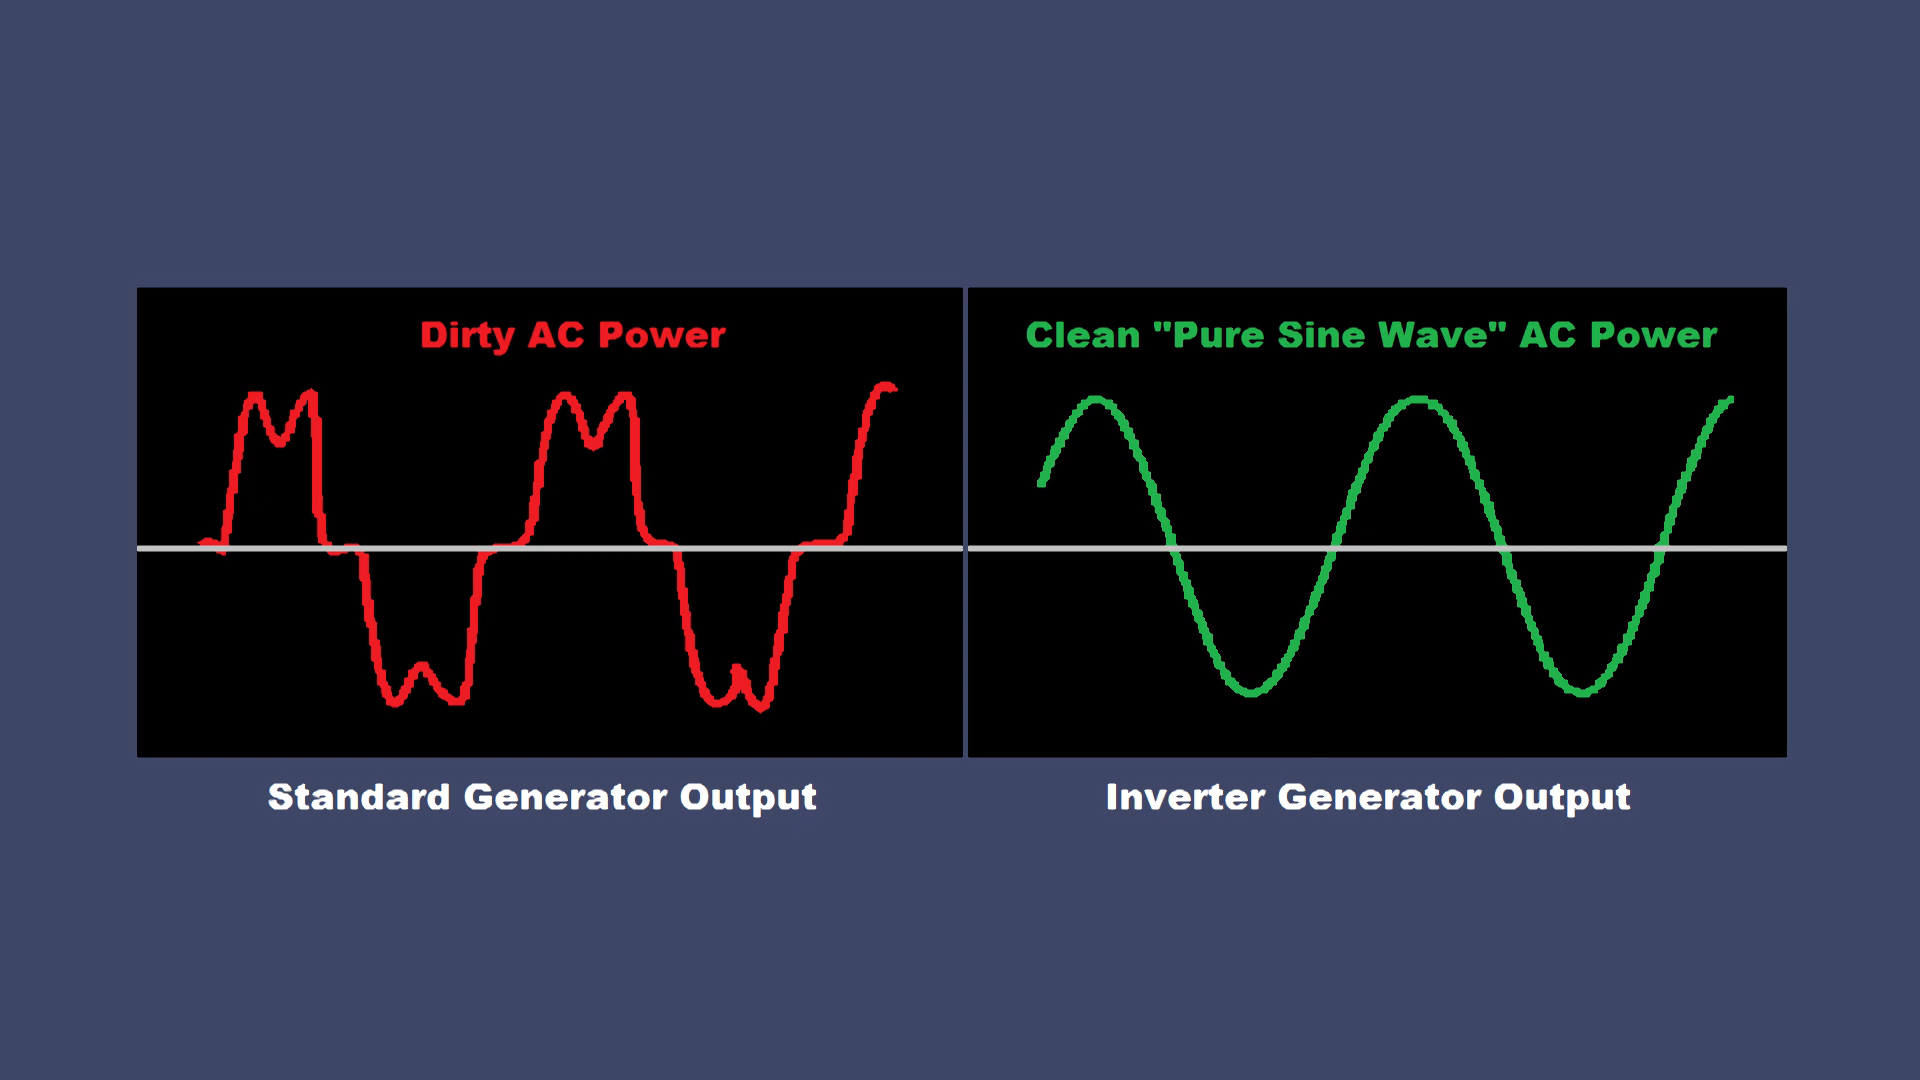 Dirty AC Power
Clean "Pure Sine Wave" AC Power
Standard Generator Output
Inverter Generator Output